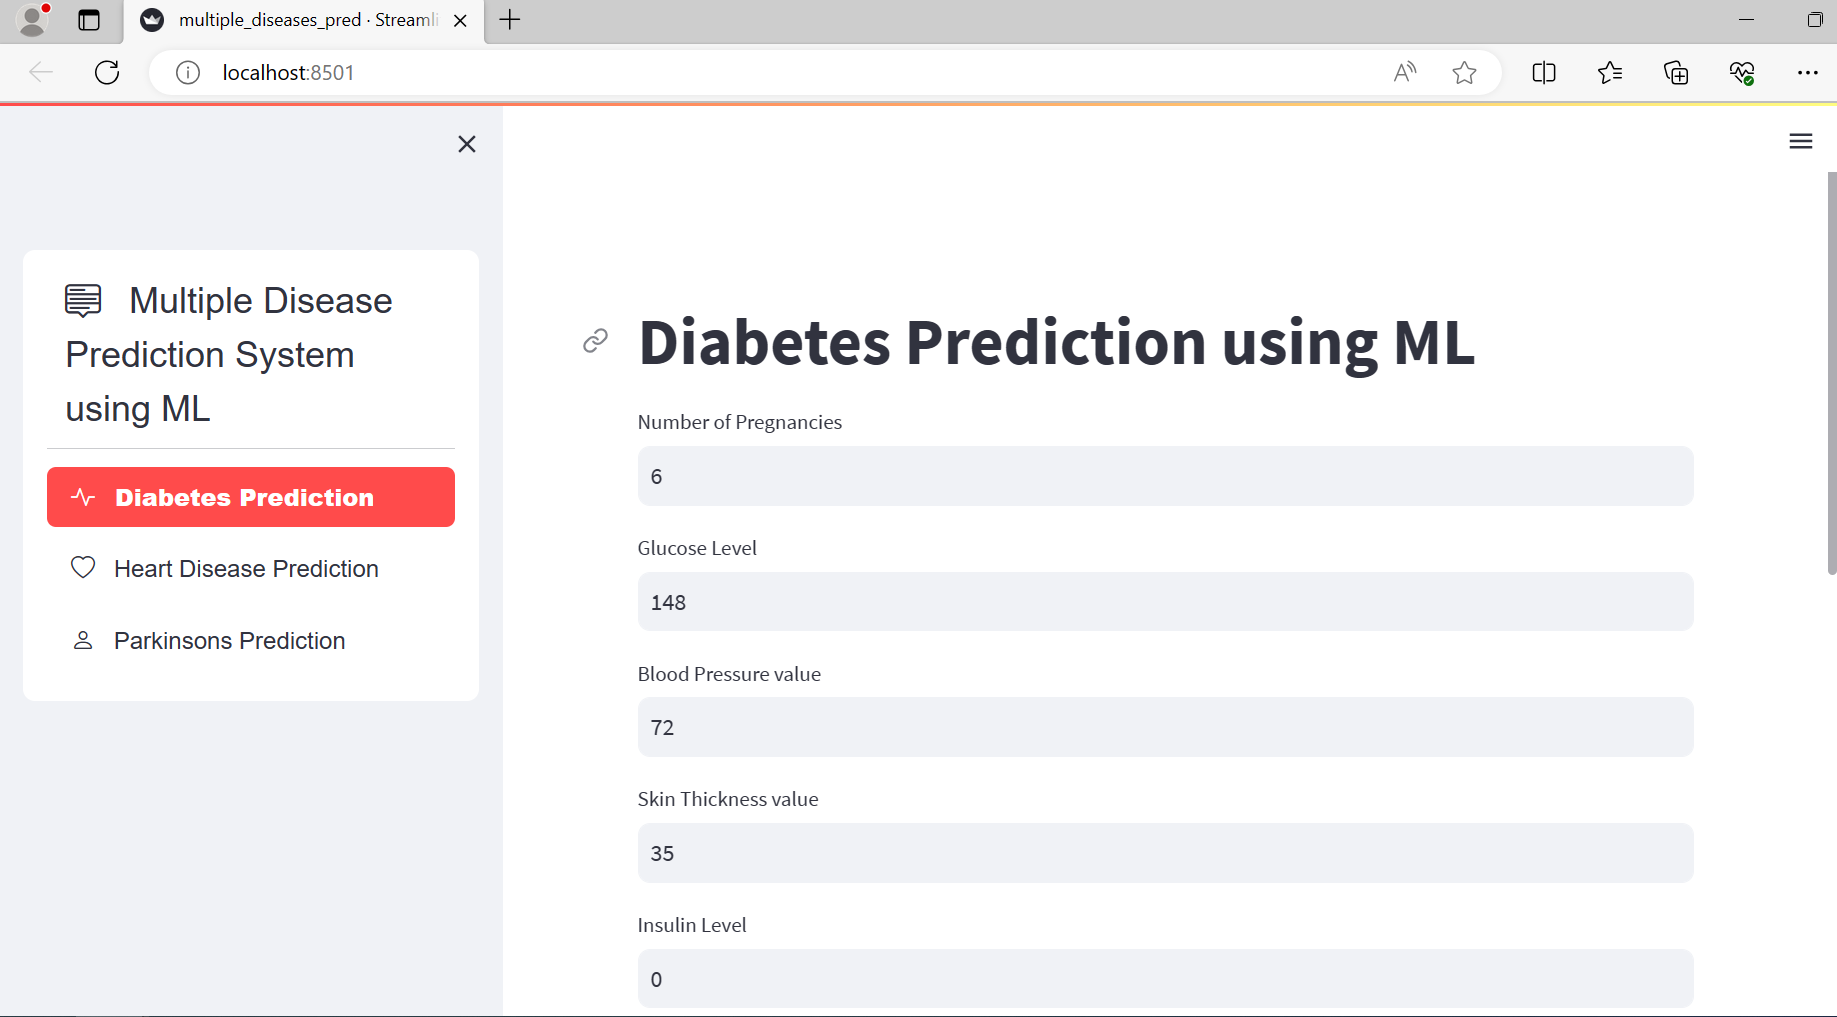 multiple_diseases_pred · Streamli
localhost:8501
Multiple Disease
Prediction System
using ML
Diabetes Prediction
Heart Disease Prediction
Parkinsons Prediction
Diabetes Prediction using ML
Number of Pregnancies
6
Glucose Level
148
Blood Pressure value
72
Skin Thickness value
35
Insulin Level
0